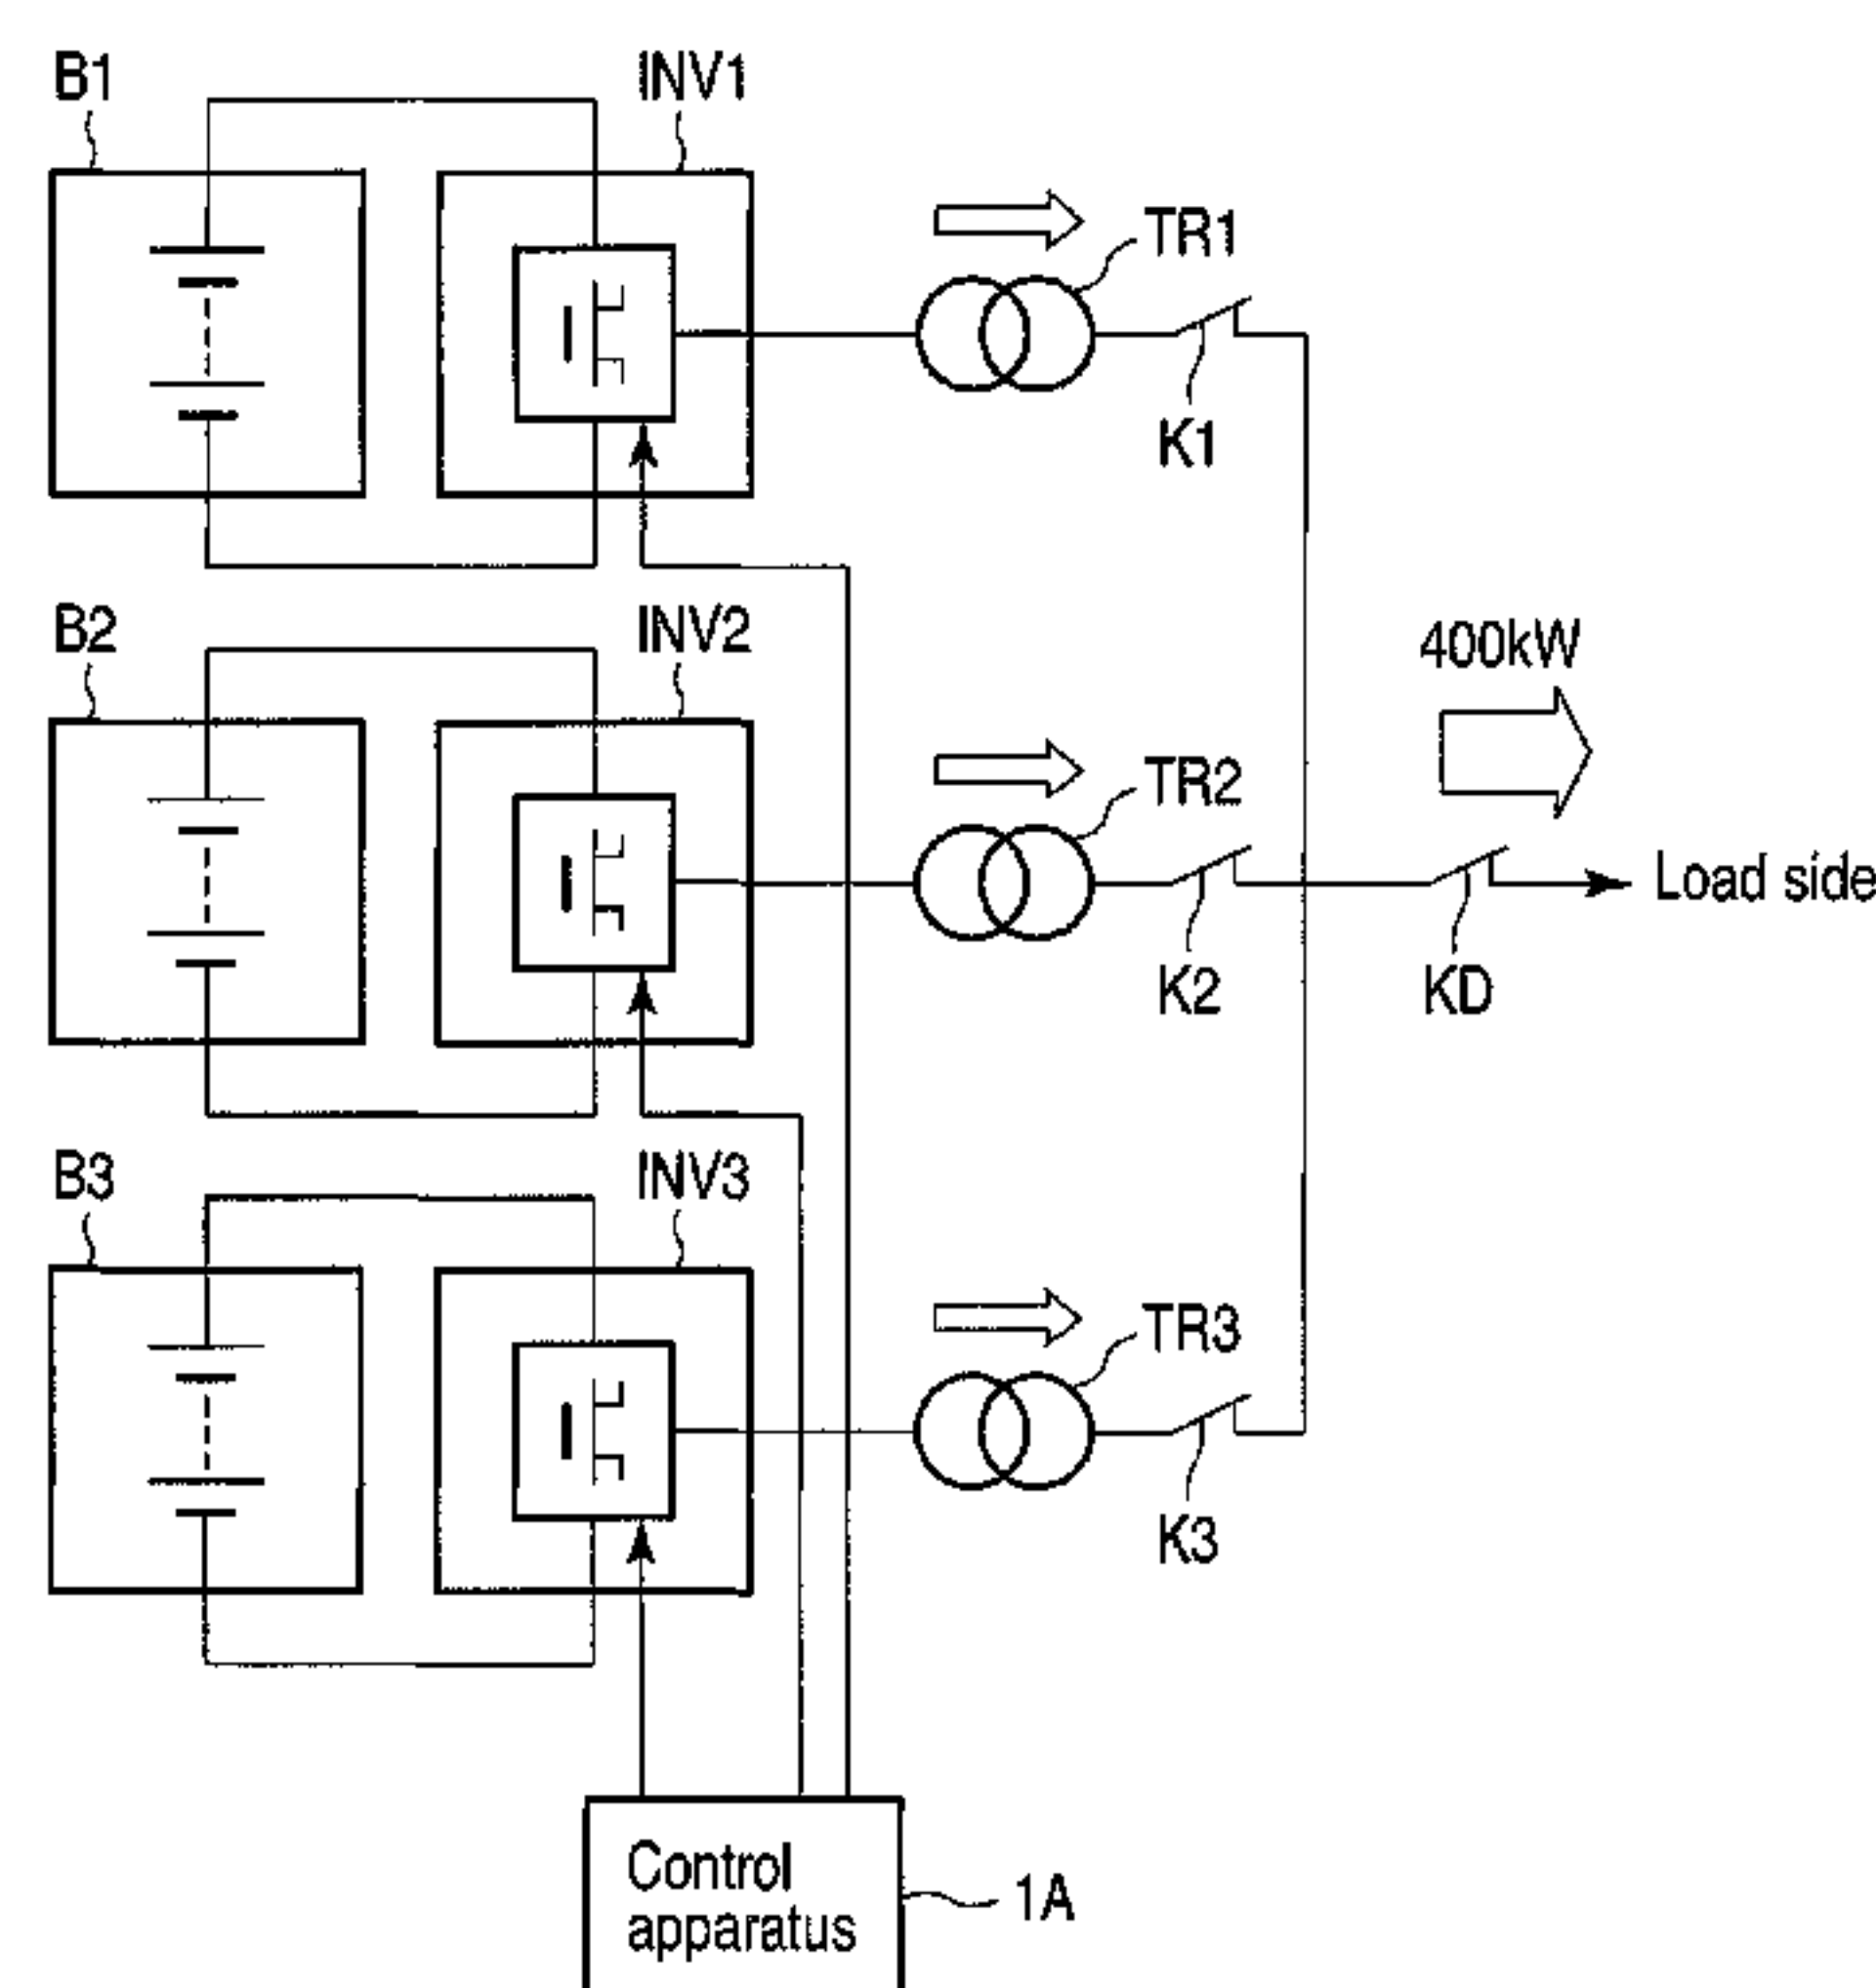 B1
INV1
TR1
K1
B2
INV2
400kW
TR2
Load side
K2
KD
B3
INV3
TR3
K3
Control
apparatus
1A